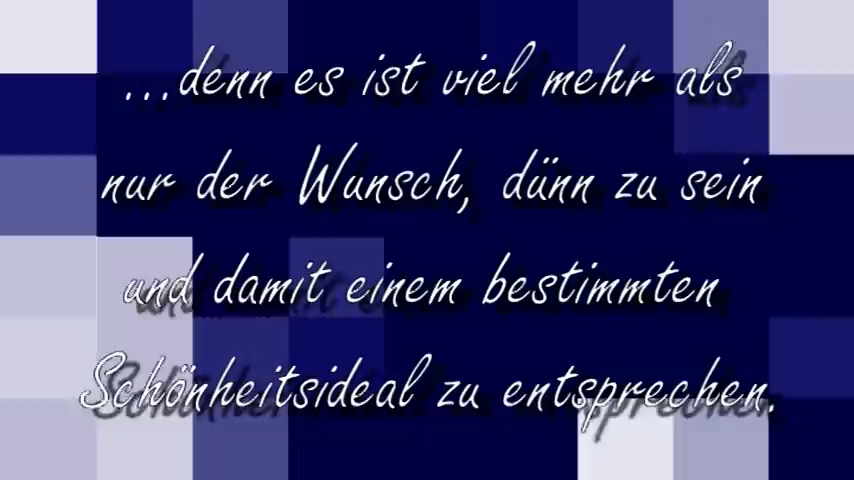 ...denn es ist viel mehr als
nur der Wunsch, dünn zu sein
und damit einem bestimmten
Schönheitsideal zu entsprechen.